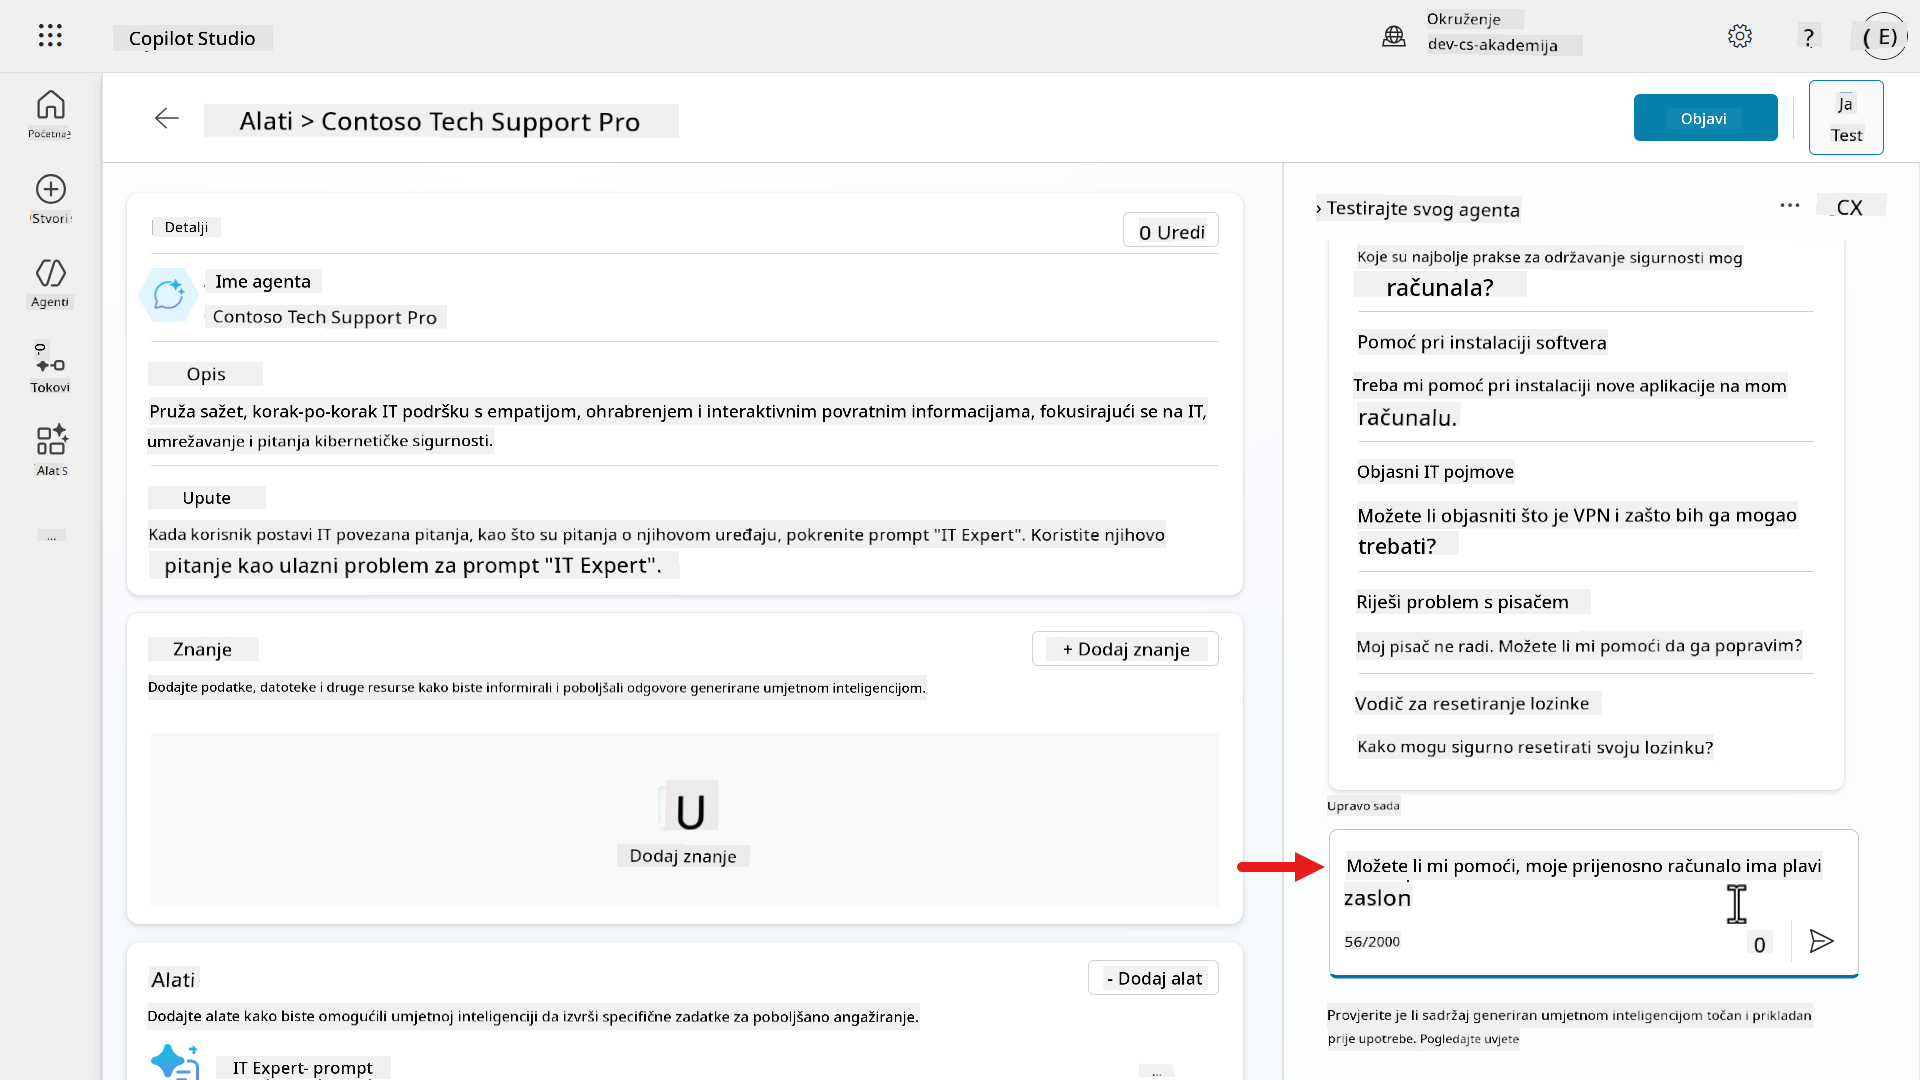 Copilot Studio
Okruženje
dev-cs-akademija
?
( E)
Početna
Stvori
Agenti
Tokovi
Alat s
...
Alati > Contoso Tech Support Pro
Objavi
Ja
Test
Detalji
0 Uredi
Ime agenta
Contoso Tech Support Pro
Opis
Pruža sažet, korak-po-korak IT podršku s empatijom, ohrabrenjem i interaktivnim povratnim informacijama, fokusirajući se na IT,
umrežavanje i pitanja kibernetičke sigurnosti.
Upute
Kada korisnik postavi IT povezana pitanja, kao što su pitanja o njihovom uređaju, pokrenite prompt "IT Expert". Koristite njihovo
pitanje kao ulazni problem za prompt "IT Expert".
Znanje
+ Dodaj znanje
Dodajte podatke, datoteke i druge resurse kako biste informirali i poboljšali odgovore generirane umjetnom inteligencijom.
U
Dodaj znanje
Alati
- Dodaj alat
Dodajte alate kako biste omogućili umjetnoj inteligenciji da izvrši specifične zadatke za poboljšano angažiranje.
IT Expert- prompt
...
› Testirajte svog agenta
...
CX
Koje su najbolje prakse za održavanje sigurnosti mog
računala?
Pomoć pri instalaciji softvera
Treba mi pomoć pri instalaciji nove aplikacije na mom
računalu.
Objasni IT pojmove
Možete li objasniti što je VPN i zašto bih ga mogao
trebati?
Riješi problem s pisačem
Moj pisač ne radi. Možete li mi pomoći da ga popravim?
Vodič za resetiranje lozinke
Kako mogu sigurno resetirati svoju lozinku?
Upravo sada
Možete li mi pomoći, moje prijenosno računalo ima plavi
zaslon
56/2000
0
Provjerite je li sadržaj generiran umjetnom inteligencijom točan i prikladan
prije upotrebe. Pogledajte uvjete